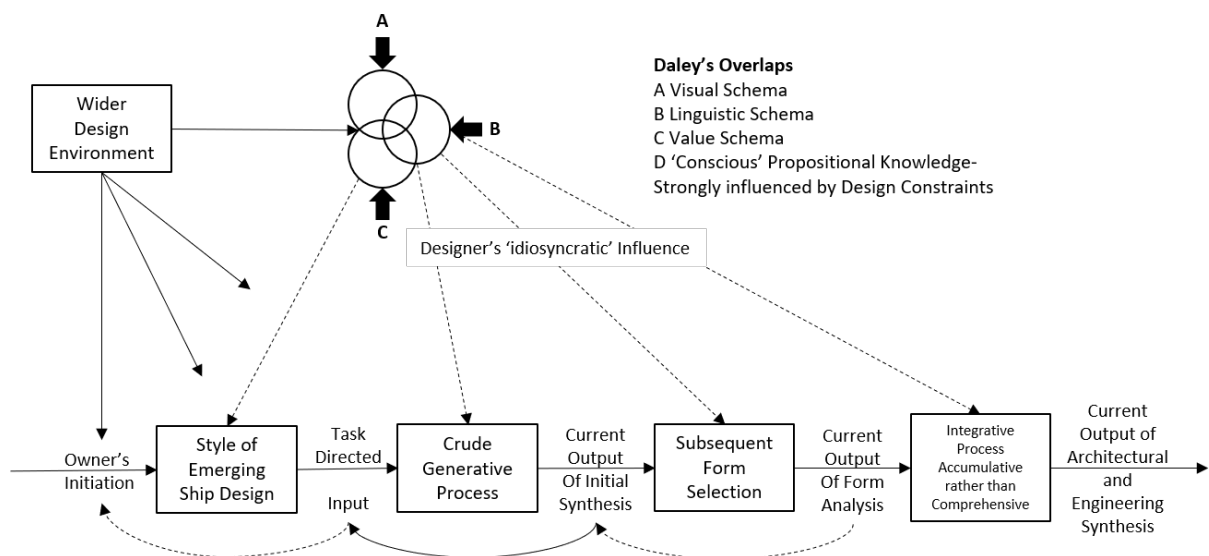 A
Wider
Design
Environment
B
C
Daley's Overlaps
A Visual Schema
B Linguistic Schema
C Value Schema
D ‘Conscious’ Propositional Knowledge-
Strongly influenced by Design Constraints
Designer's ‘idiosyncratic’ Influence
Owner's
Initiation
Style of
Emerging
Ship Design
Task
Directed
Input
Crude
Generative
Process
Current
Output
Of Initial
Synthesis
Subsequent
Form
Selection
Current
Output
Of Form
Analysis
Integrative
Process
Accumulative
rather than
Comprehensive
Current
Output of
Architectural
and
Engineering
Synthesis